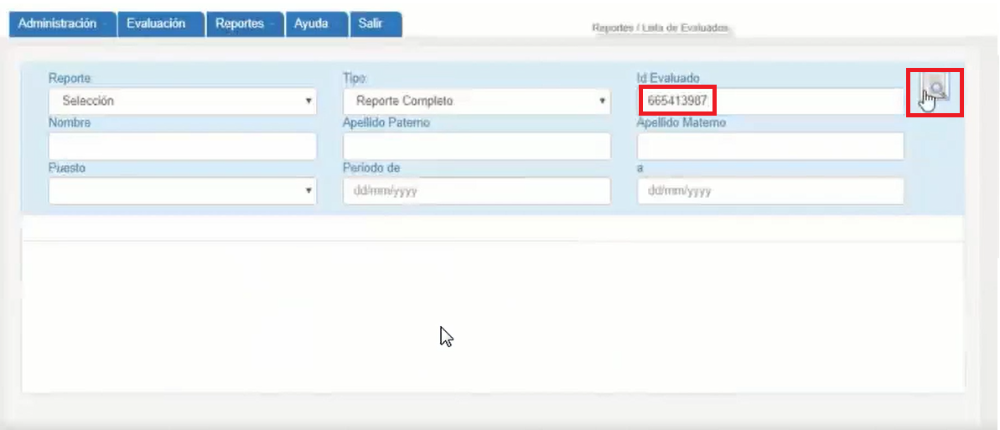 Administración Evaluación Reportes Ayuda Salir
Reportes / Lista de Evaluados
Reporte Tipo Id Evaluado
Selección Reporte Completo 665413987
Nombre Apellido Paterno Apellido Materno
Puesto Periodo de a
dd/mm/yyyy dd/mm/yyyy